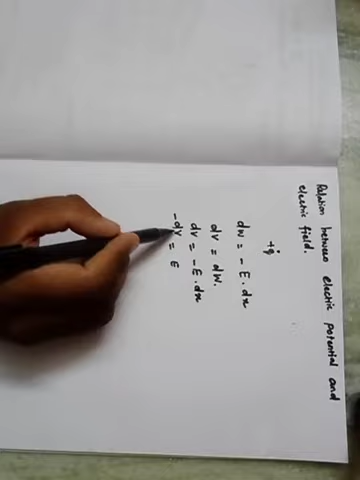 Relation between electric potential and
electric field.
+q
dw = - E. dx
dv = dw.
dv = - E. dx
- dv = E